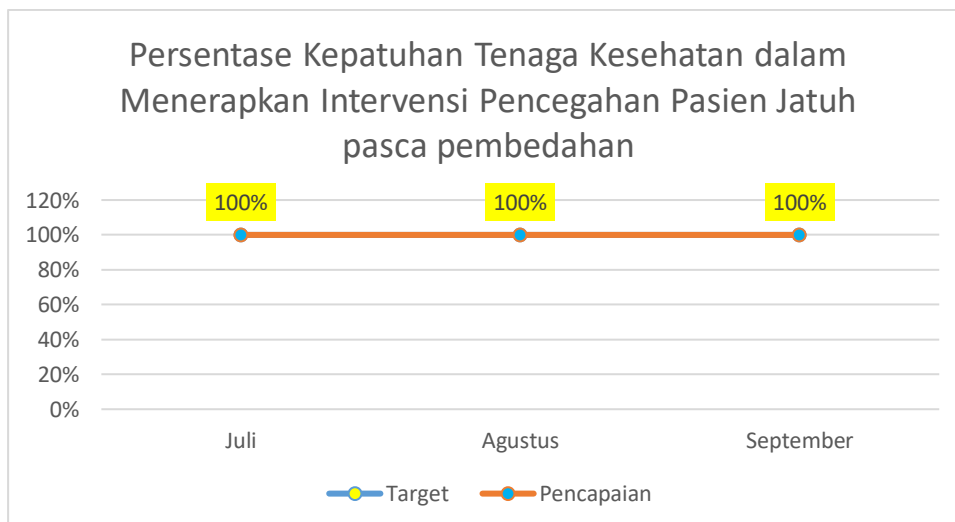 Persentase Kepatuhan Tenaga Kesehatan dalam
Menerapkan Intervensi Pencegahan Pasien Jatuh
pasca pembedahan
120%
100%
80%
60%
40%
20%
0%
100%
100%
100%
Juli
Agustus
September
Target
Pencapaian